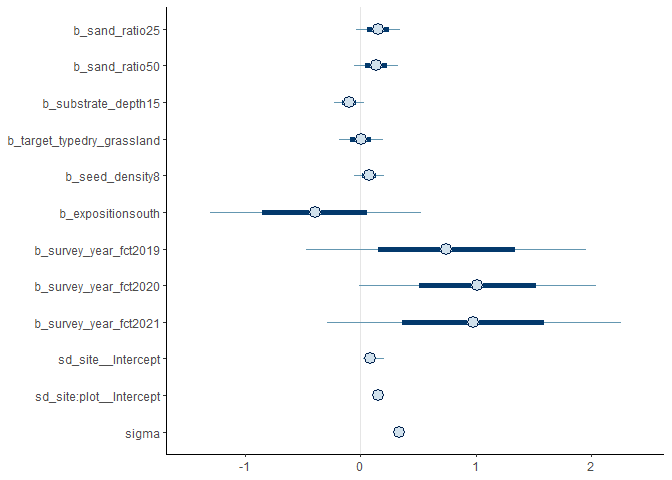 b_sand_ratio25
b_sand_ratio50
b_substrate_depth15
b_target_typedry_grassland
b_seed_density8
b_expositionsouth
b_survey_year_fct2019
b_survey_year_fct2020
b_survey_year_fct2021
sd_site__Intercept
sd_site:plot__Intercept
sigma
-1 0 1 2